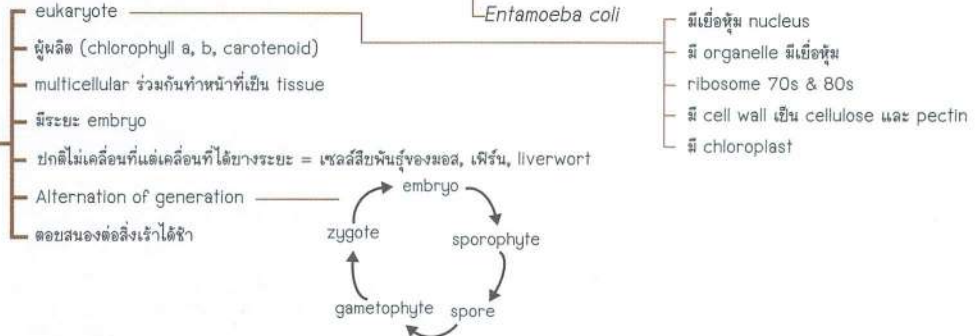 eukaryote
ผู้ผลิต (chlorophyll a, b, carotenoid)
multicellular ร่วมกันทำหน้าที่เป็น tissue
มีระยะ embryo
ปกติไม่เคลื่อนที่แต่เคลื่อนที่ได้บางระยะ = เซลล์สืบพันธุ์ของมอส, เฟิร์น, liverwort
Alternation of generation
ตอบสนองต่อสิ่งเร้าได้ช้า
Entamoeba coli
มีเยื่อหุ้ม nucleus
มี organelle มีเยื่อหุ้ม
ribosome 70s & 80s
มี cell wall เป็น cellulose และ pectin
มี chloroplast
embryo
sporophyte
spore
gametophyte
zygote